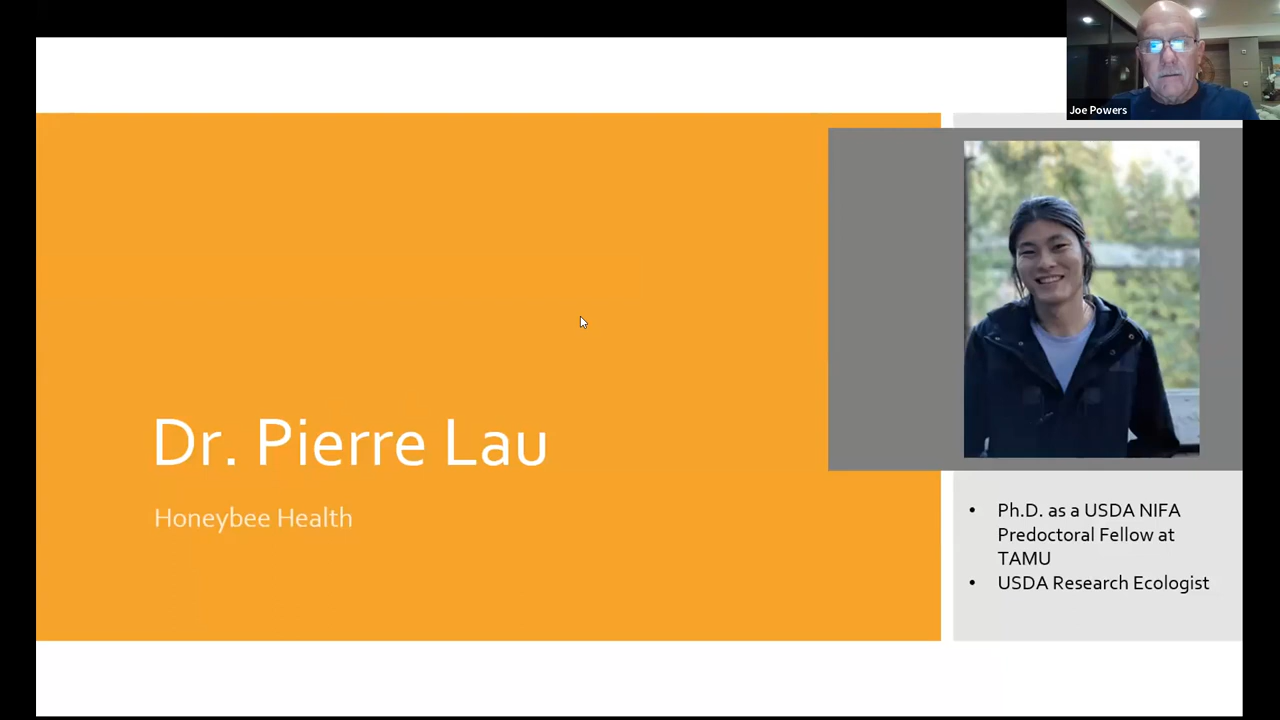 Joe Powers
Dr. Pierre Lau
Honeybee Health
• Ph.D. as a USDA NIFA
Predoctoral Fellow at
TAMU
• USDA Research Ecologist